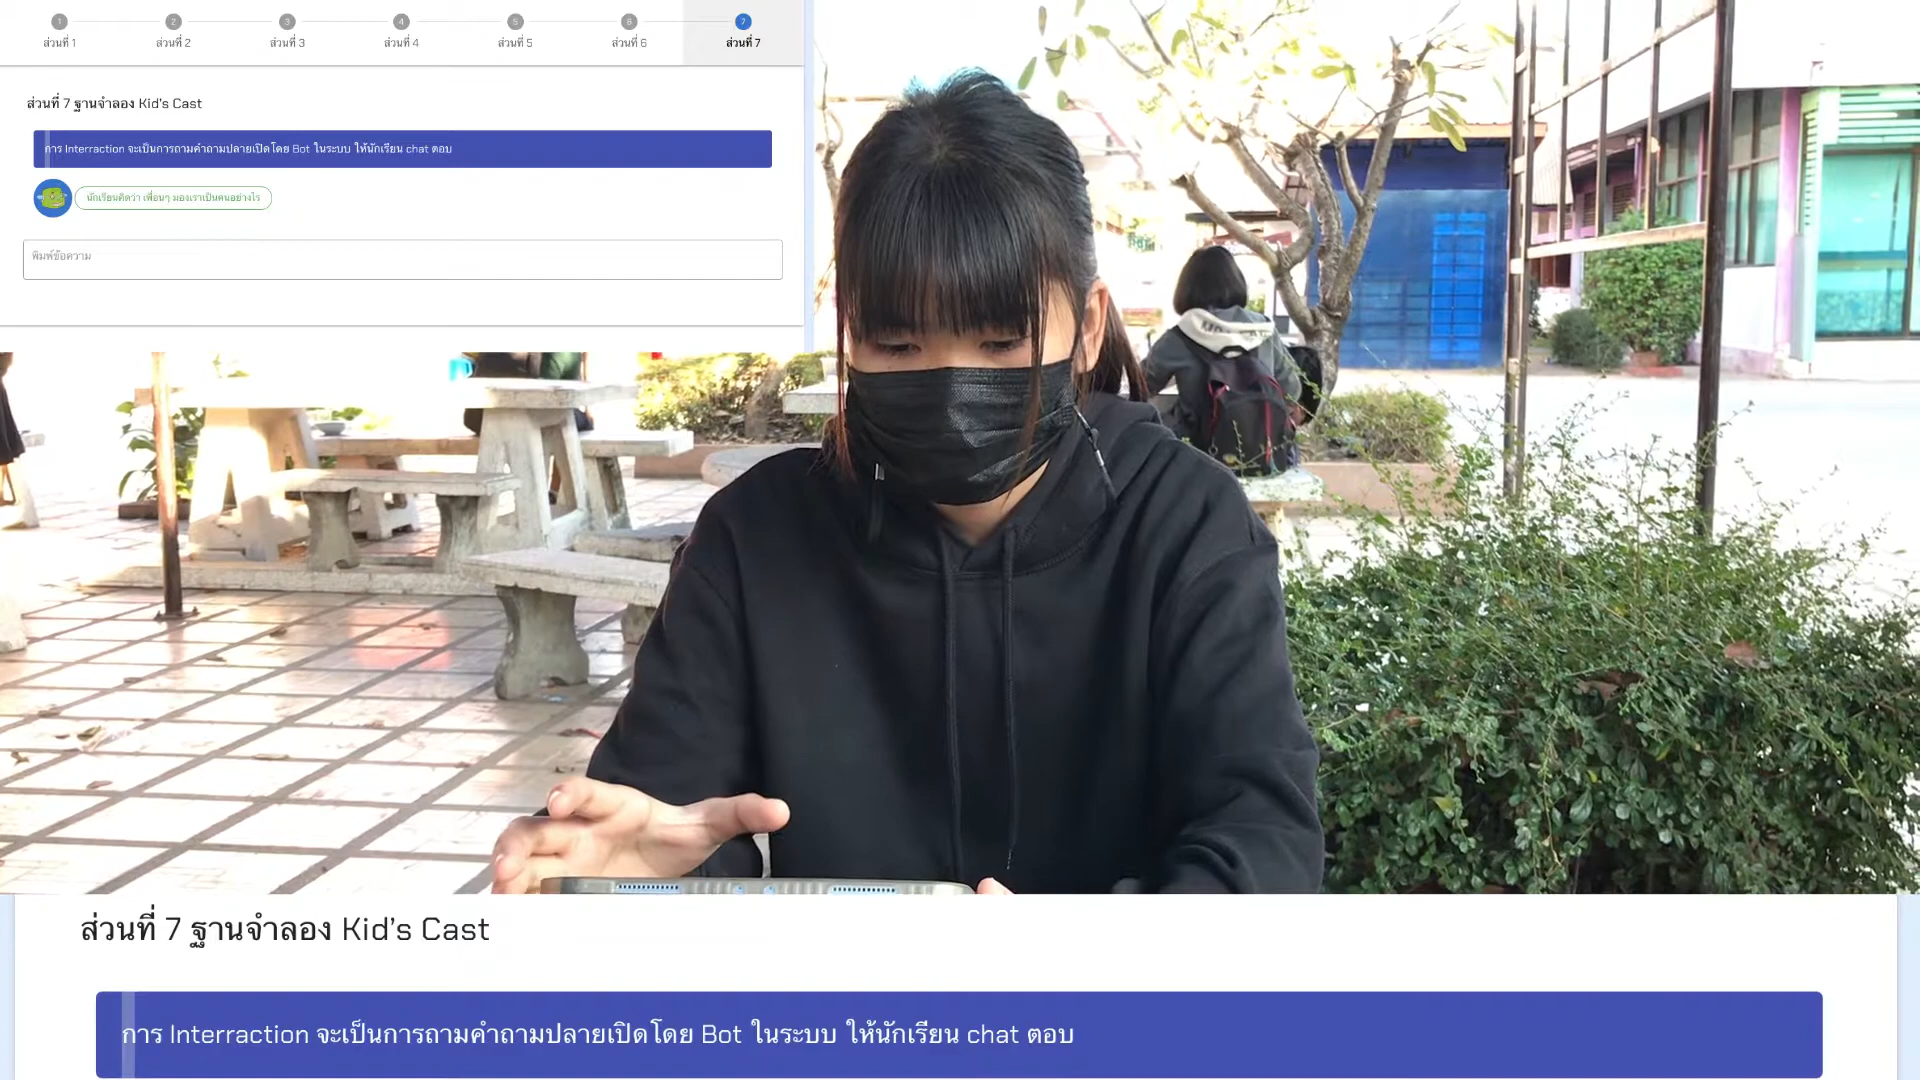 1 2 3 4 5 6 7
ส่วนที่ 1 ส่วนที่ 2 ส่วนที่ 3 ส่วนที่ 4 ส่วนที่ 5 ส่วนที่ 6 ส่วนที่ 7
ส่วนที่ 7 ฐานจำลอง Kid's Cast
การ Interraction จะเป็นการถามคำถามปลายเปิดโดย Bot ในระบบ ให้นักเรียน chat ตอบ
นักเรียนคิดว่า เพื่อนๆ มองเราเป็นคนอย่างไร
พิมพ์ข้อความ
ส่วนที่ 7 ฐานจำลอง Kid's Cast
การ Interraction จะเป็นการถามคำถามปลายเปิดโดย Bot ในระบบ ให้นักเรียน chat ตอบ